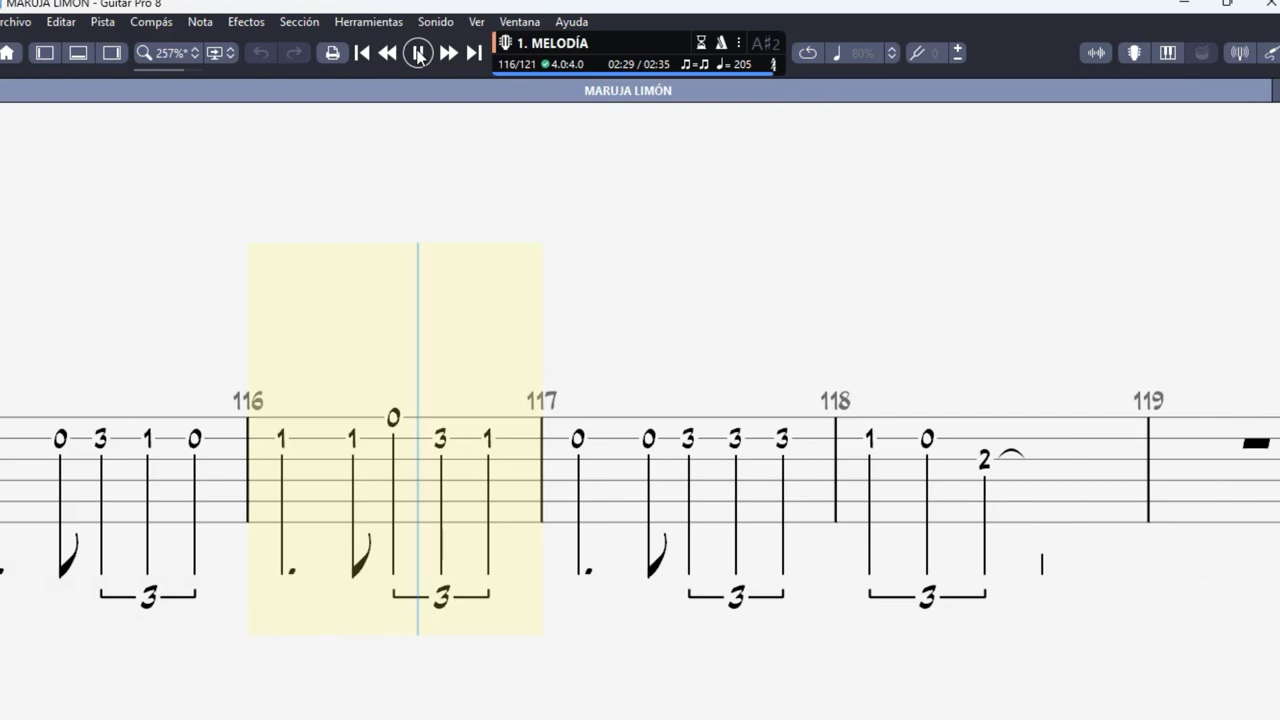 MARUJA LIMÓN - Guitar Pro 8
rchivo Editar Pista Compás Nota Efectos Sección Herramientas Sonido Ver Ventana Ayuda
257% 1. MELODÍA A♯2 80% 0
116/121 4.0:4.0 02:29 / 02:35 ♫=♫ ♩= 205
MARUJA LIMÓN
116 117 118 119
0
0 3 1 0 1 1 3 1 0 0 3 3 3 1 0
2
3 3 3 3